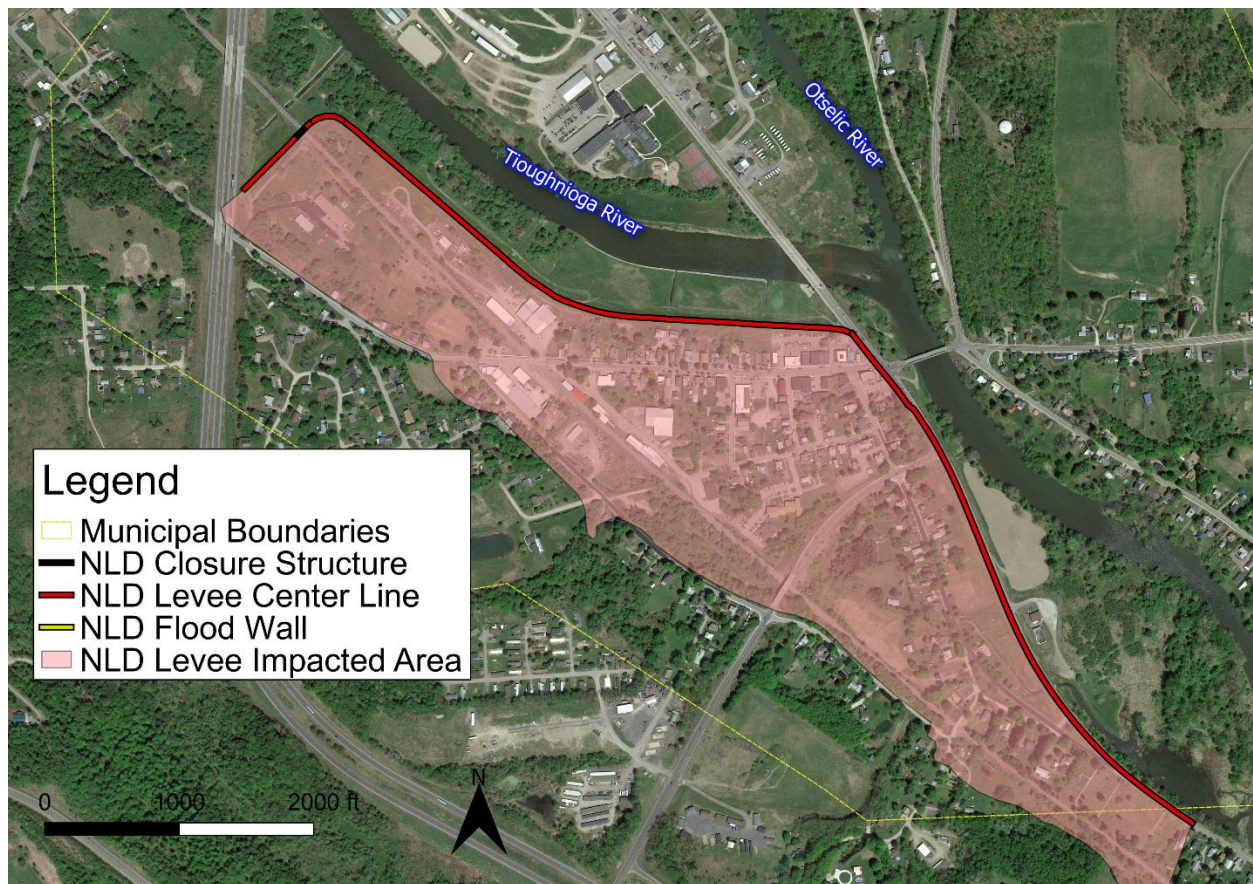 Otselic River
Tioughnioga River
Legend
Municipal Boundaries
NLD Closure Structure
NLD Levee Center Line
NLD Flood Wall
NLD Levee Impacted Area
0 1000 2000 ft
N